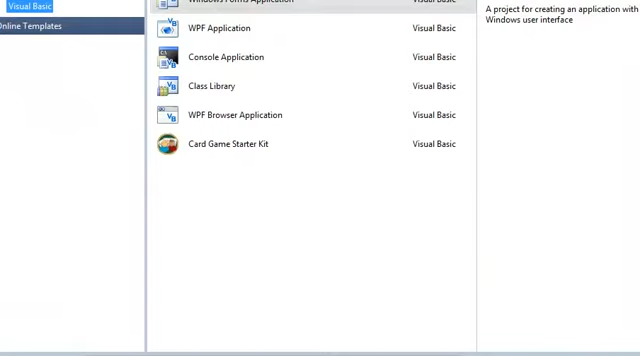 Visual Basic
Online Templates
Windows Forms Application Visual Basic
WPF Application Visual Basic
Console Application Visual Basic
Class Library Visual Basic
WPF Browser Application Visual Basic
Card Game Starter Kit Visual Basic
A project for creating an application with
Windows user interface